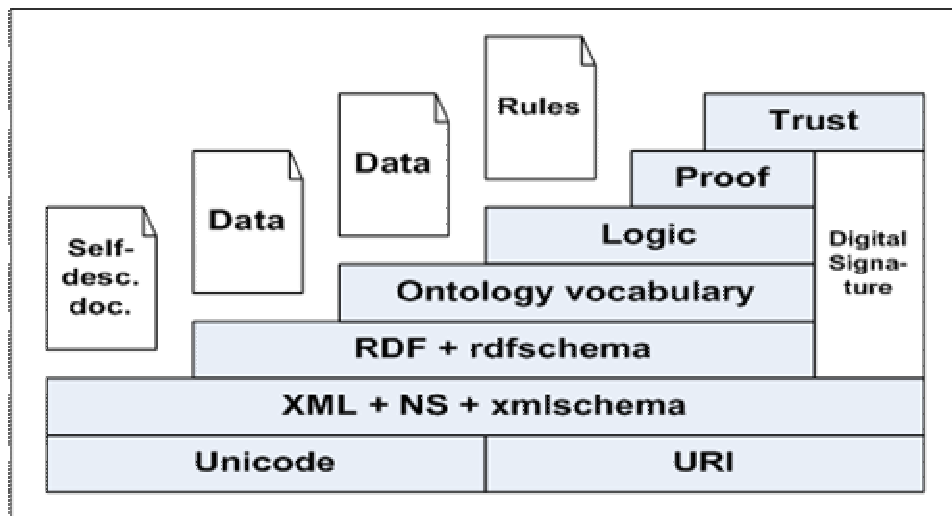 Rules
Trust
Data
Proof
Data
Logic
Self-
desc.
doc.
Digital
Signa-
ture
Ontology vocabulary
RDF + rdfschema
XML + NS + xmlschema
Unicode
URI